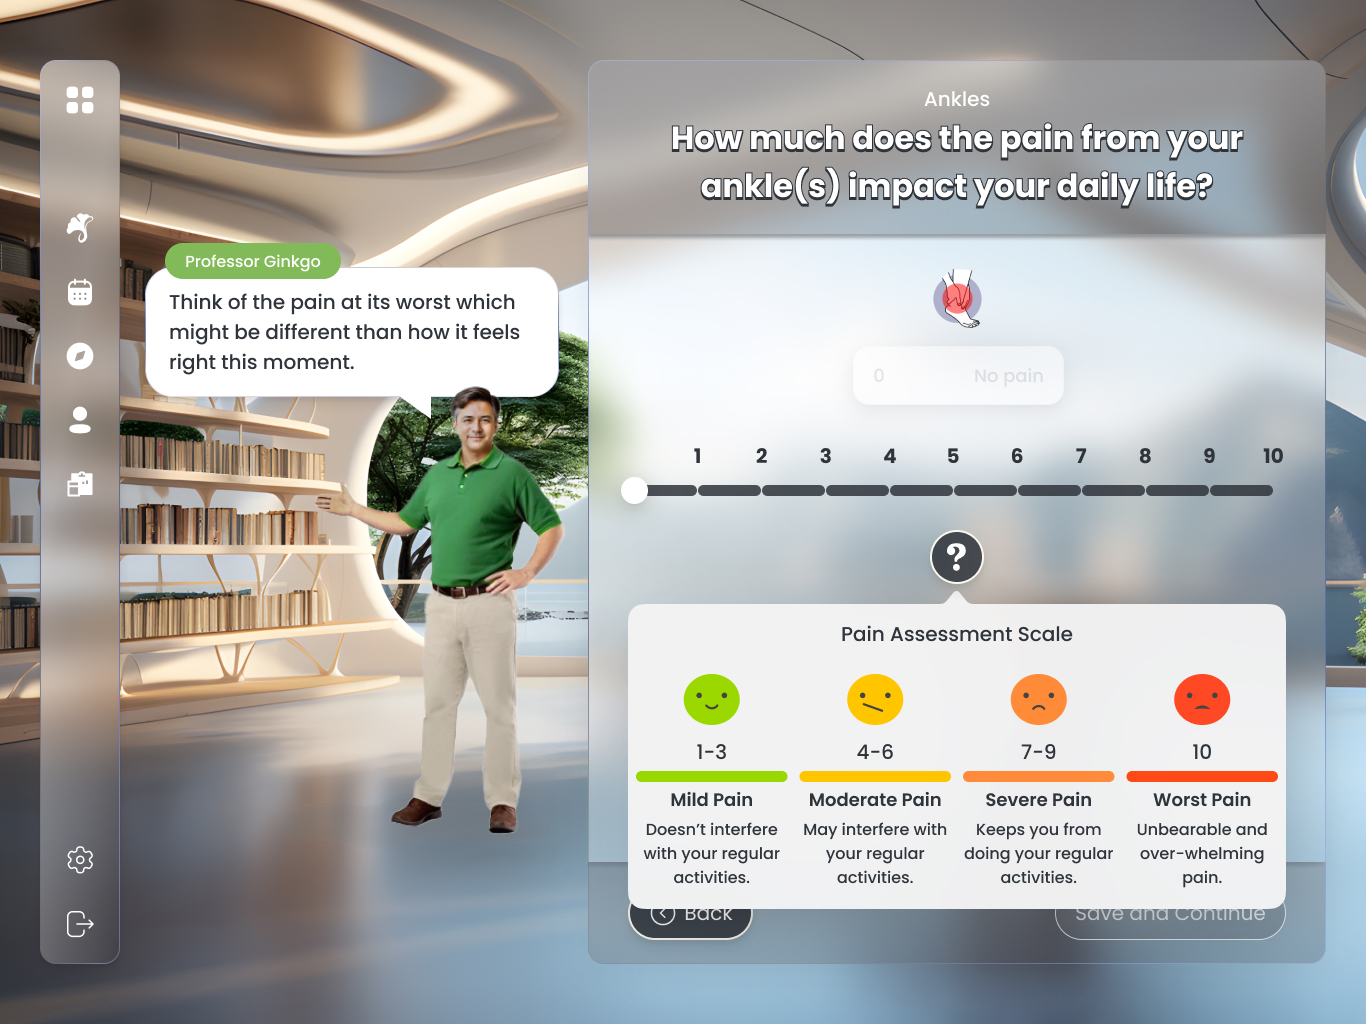 Ankles
How much does the pain from your
ankle(s) impact your daily life?
Professor Ginkgo
Think of the pain at its worst which
might be different than how it feels
right this moment.
0 No pain
1 2 3 4 5 6 7 8 9 10
?
Pain Assessment Scale
1-3 4-6 7-9 10
Mild Pain Moderate Pain Severe Pain Worst Pain
Doesn't interfere May interfere with Keeps you from Unbearable and
with your regular your regular doing your regular over-whelming
activities. activities. activities. pain.
Back Save and Continue